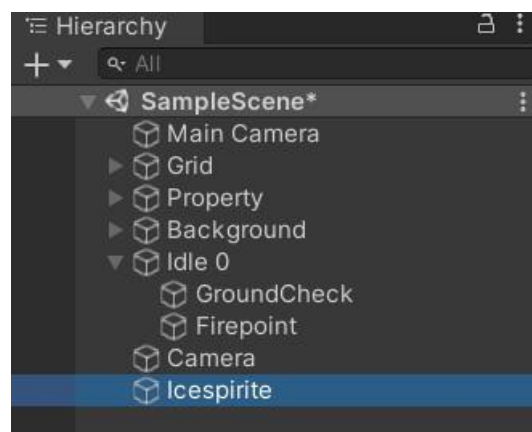 Hierarchy
All
SampleScene*
Main Camera
Grid
Property
Background
Idle 0
GroundCheck
Firepoint
Camera
Icespirite